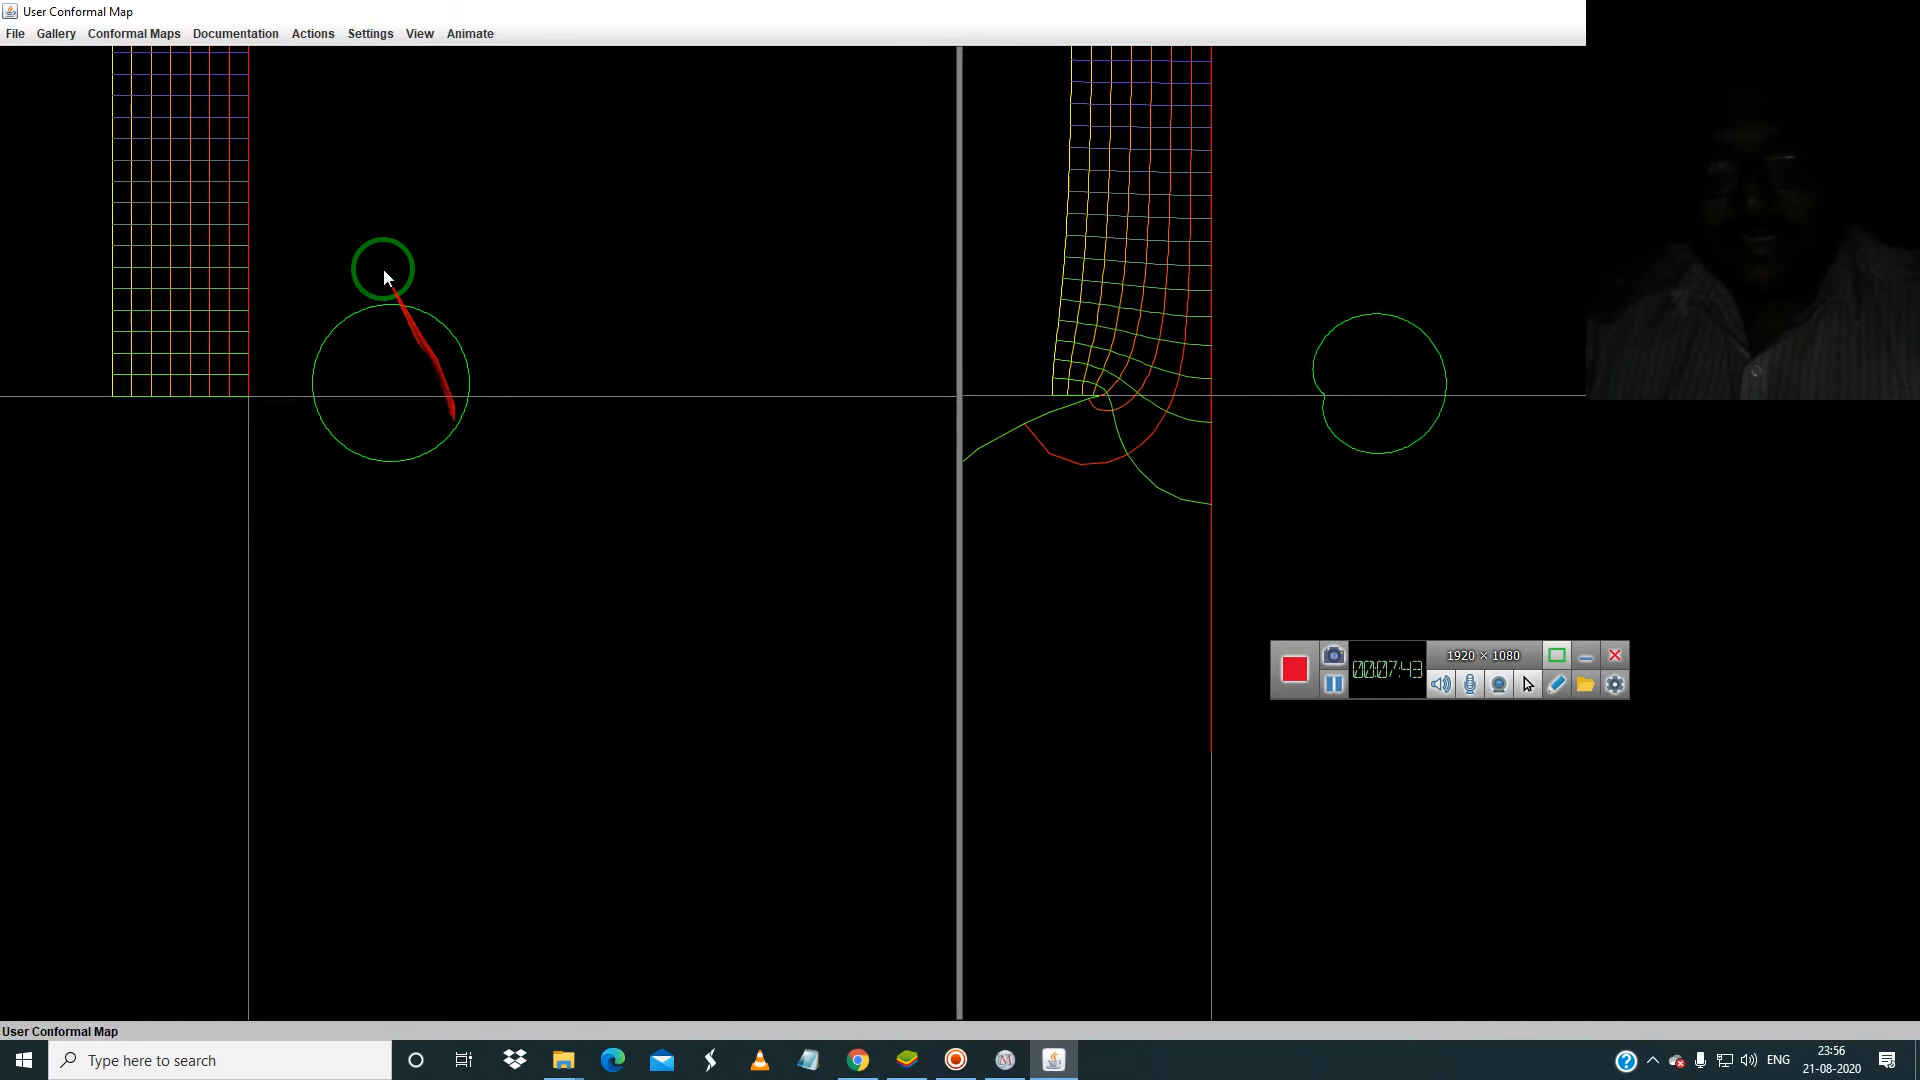 User Conformal Map
File Gallery Conformal Maps Documentation Actions Settings View Animate
1920 × 1080
00:07:43
User Conformal Map
Type here to search
ENG
23:56
21-08-2020